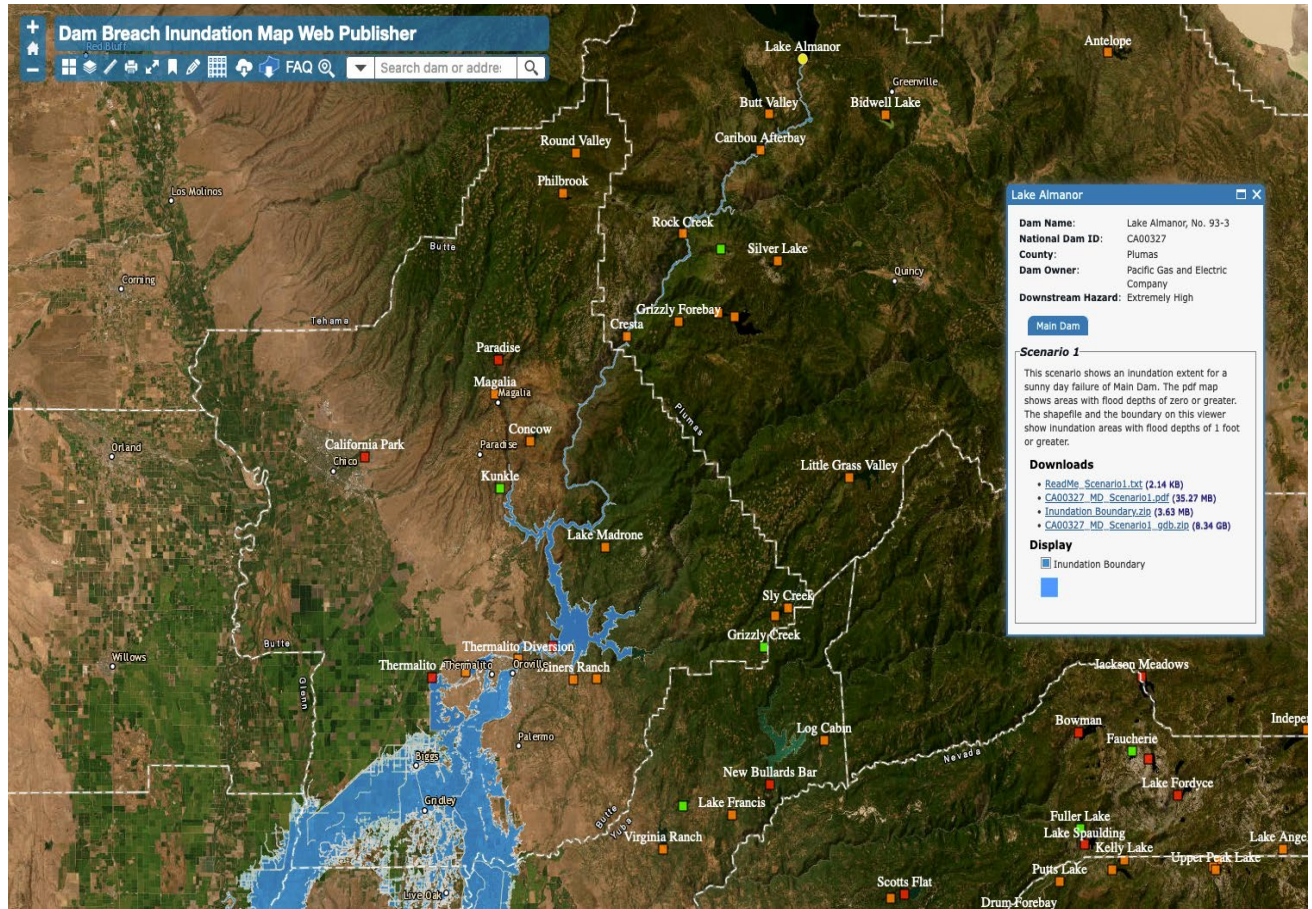 Dam Breach Inundation Map Web Publisher
Red Bluff
FAQ
Search dam or addre
Lake Almanor
Antelope
Greenville
Butt Valley
Bidwell Lake
Caribou Afterbay
Round Valley
Philbrook
Los Molinos
Rock Creek
Butte
Silver Lake
Quincy
Corning
Tehama
Grizzly Forebay
Cresta
Paradise
Magalia
Magalia
Plumas
Concow
Paradise
California Park
Chico
Orland
Kunkle
Little Grass Valley
Lake Madrone
Sly Creek
Grizzly Creek
Butte
Willows
Glenn
Thermalito Diversion
Thermalito
Thermalito
Oroville
Miners Ranch
Palermo
Biggs
Gridley
Live Oak
Log Cabin
New Bullards Bar
Lake Francis
Butte
Yuba
Virginia Ranch
Nevada
Jackson Meadows
Bowman
Faucherie
Indepen
Lake Fordyce
Fuller Lake
Lake Spaulding
Kelly Lake
Lake Ange
Upper Peak Lake
Putts Lake
Scotts Flat
Drum Forebay
Lake Almanor
Dam Name: Lake Almanor, No. 93-3
National Dam ID: CA00327
County: Plumas
Dam Owner: Pacific Gas and Electric
Company
Downstream Hazard: Extremely High
Main Dam
Scenario 1
This scenario shows an inundation extent for a
sunny day failure of Main Dam. The pdf map
shows areas with flood depths of zero or greater.
The shapefile and the boundary on this viewer
show inundation areas with flood depths of 1 foot
or greater.
Downloads
• ReadMe_Scenario1.txt (2.14 KB)
• CA00327_MD_Scenario1.pdf (35.27 MB)
• Inundation Boundary.zip (3.63 MB)
• CA00327_MD_Scenario1_gdb.zip (8.34 GB)
Display
Inundation Boundary